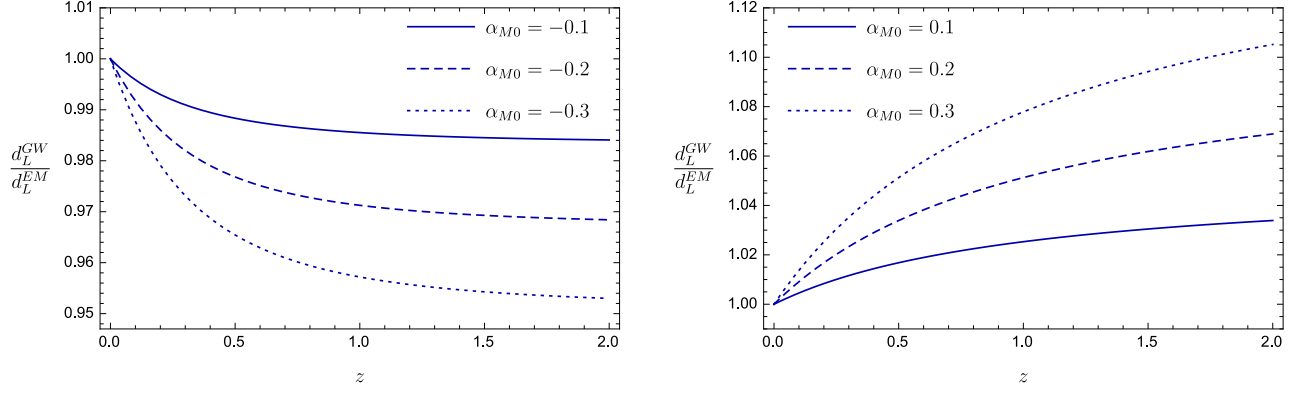 1.00
0.99
0.98
0.97
0.96
0.95
d_L^{GW}
d_L^{EM}
α_{M0} = −0.1
α_{M0} = −0.2
α_{M0} = −0.3
0.0 0.5 1.0 1.5 2.0
z
1.12
1.10
1.08
1.06
1.04
1.02
1.00
d_L^{GW}
d_L^{EM}
α_{M0} = 0.1
α_{M0} = 0.2
α_{M0} = 0.3
0.0 0.5 1.0 1.5 2.0
z